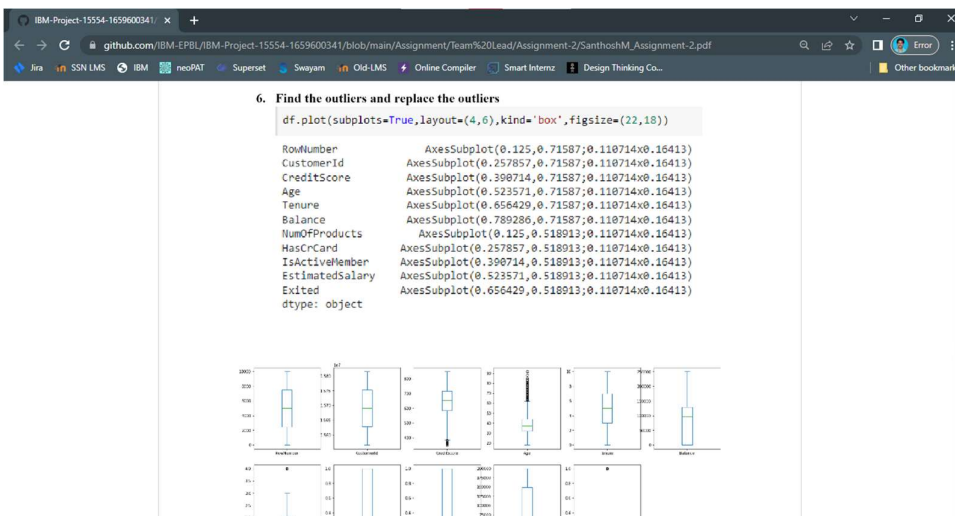 IBM-Project-15554-1659600341/
github.com/IBM-EPBL/IBM-Project-15554-1659600341/blob/main/Assignment/Team%20Lead/Assignment-2/SanthoshM_Assignment-2.pdf
Error
Jira SSN LMS IBM neoPAT Superset Swayam Old-LMS Online Compiler Smart Internz Design Thinking Co... Other bookmark
6. Find the outliers and replace the outliers
df.plot(subplots=True,layout=(4,6),kind='box',figsize=(22,18))
RowNumber AxesSubplot(0.125,0.71587;0.110714x0.16413)
CustomerId AxesSubplot(0.257857,0.71587;0.110714x0.16413)
CreditScore AxesSubplot(0.390714,0.71587;0.110714x0.16413)
Age AxesSubplot(0.523571,0.71587;0.110714x0.16413)
Tenure AxesSubplot(0.656429,0.71587;0.110714x0.16413)
Balance AxesSubplot(0.789286,0.71587;0.110714x0.16413)
NumOfProducts AxesSubplot(0.125,0.518913;0.110714x0.16413)
HasCrCard AxesSubplot(0.257857,0.518913;0.110714x0.16413)
IsActiveMember AxesSubplot(0.390714,0.518913;0.110714x0.16413)
EstimatedSalary AxesSubplot(0.523571,0.518913;0.110714x0.16413)
Exited AxesSubplot(0.656429,0.518913;0.110714x0.16413)
dtype: object
RowNumber CustomerId CreditScore Age Tenure Balance